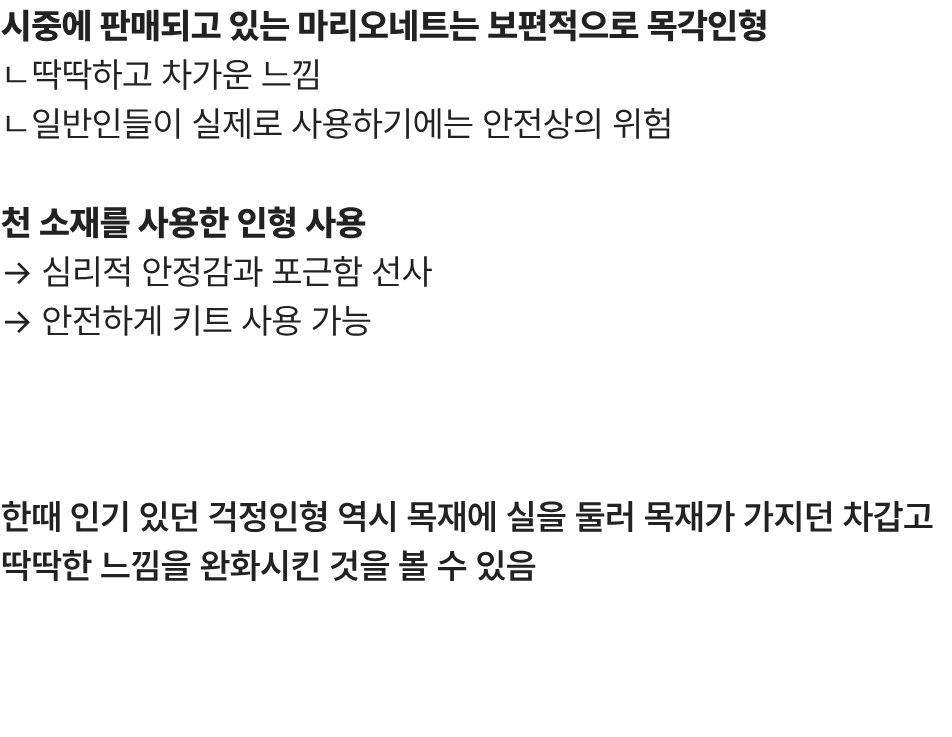 시중에 판매되고 있는 마리오네트는 보편적으로 목각인형
ㄴ딱딱하고 차가운 느낌
ㄴ일반인들이 실제로 사용하기에는 안전상의 위험
천 소재를 사용한 인형 사용
→ 심리적 안정감과 포근함 선사
→ 안전하게 키트 사용 가능
한때 인기 있던 걱정인형 역시 목재에 실을 둘러 목재가 가지던 차갑고
딱딱한 느낌을 완화시킨 것을 볼 수 있음